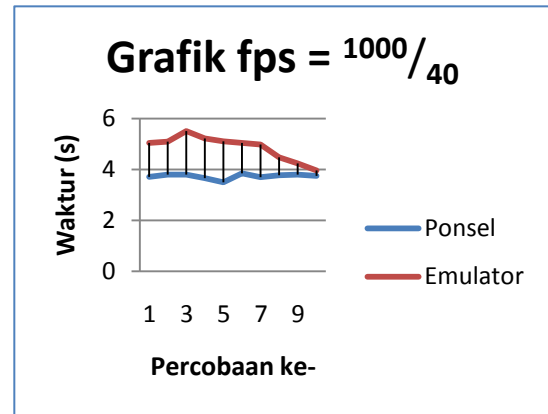 Grafik fps = 1000/40
6
4
2
0
Waktur (s)
1 3 5 7 9
Percobaan ke-
Ponsel
Emulator